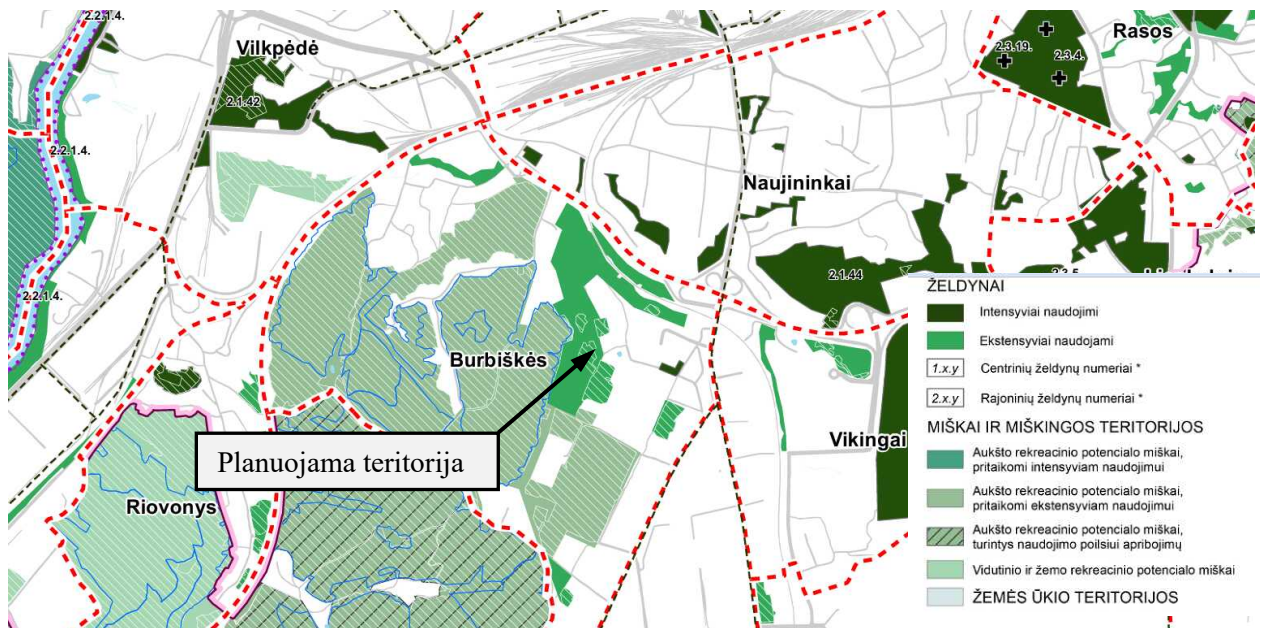 2.2.1.4.
Vilkpėdė
2.3.19.
2.3.4.
Rasos
2.1.42
2.2.1.4.
Naujininkai
2.1.44
2.2.1.4.
Burbiškės
Vikingai
Planuojama teritorija
Riovonys
ŽELDYNAI
Intensyviai naudojimi
Ekstensyviai naudojami
1.x.y Centrinių želdynų numeriai *
2.x.y Rajoninių želdynų numeriai *
MIŠKAI IR MIŠKINGOS TERITORIJOS
Aukšto rekreacinio potencialo miškai,
pritaikomi intensyviam naudojimui
Aukšto rekreacinio potencialo miškai,
pritaikomi ekstensyviam naudojimui
Aukšto rekreacinio potencialo miškai,
turintys naudojimo poilsiui apribojimų
Vidutinio ir žemo rekreacinio potencialo miškai
ŽEMĖS ŪKIO TERITORIJOS